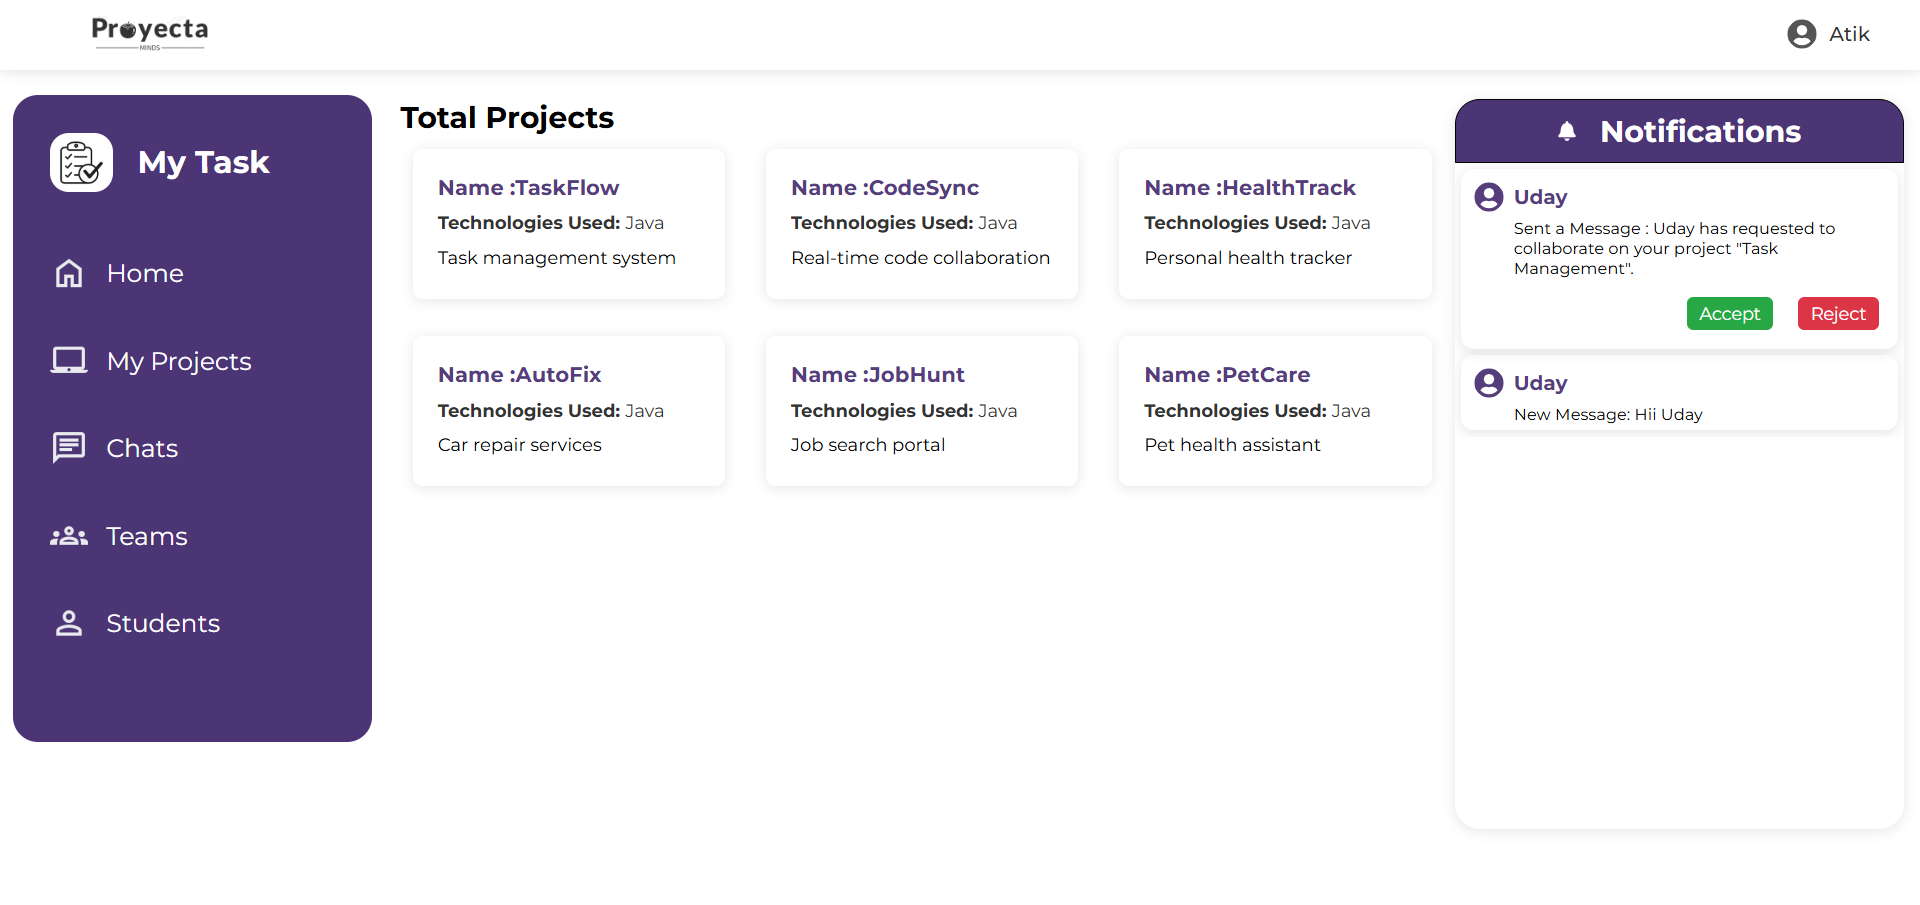 Proyecta
MINDS
Atik
My Task
Home
My Projects
Chats
Teams
Students
Total Projects
Name :TaskFlow
Technologies Used: Java
Task management system
Name :CodeSync
Technologies Used: Java
Real-time code collaboration
Name :HealthTrack
Technologies Used: Java
Personal health tracker
Name :AutoFix
Technologies Used: Java
Car repair services
Name :JobHunt
Technologies Used: Java
Job search portal
Name :PetCare
Technologies Used: Java
Pet health assistant
Notifications
Uday
Sent a Message : Uday has requested to
collaborate on your project "Task
Management".
Accept
Reject
Uday
New Message: Hii Uday